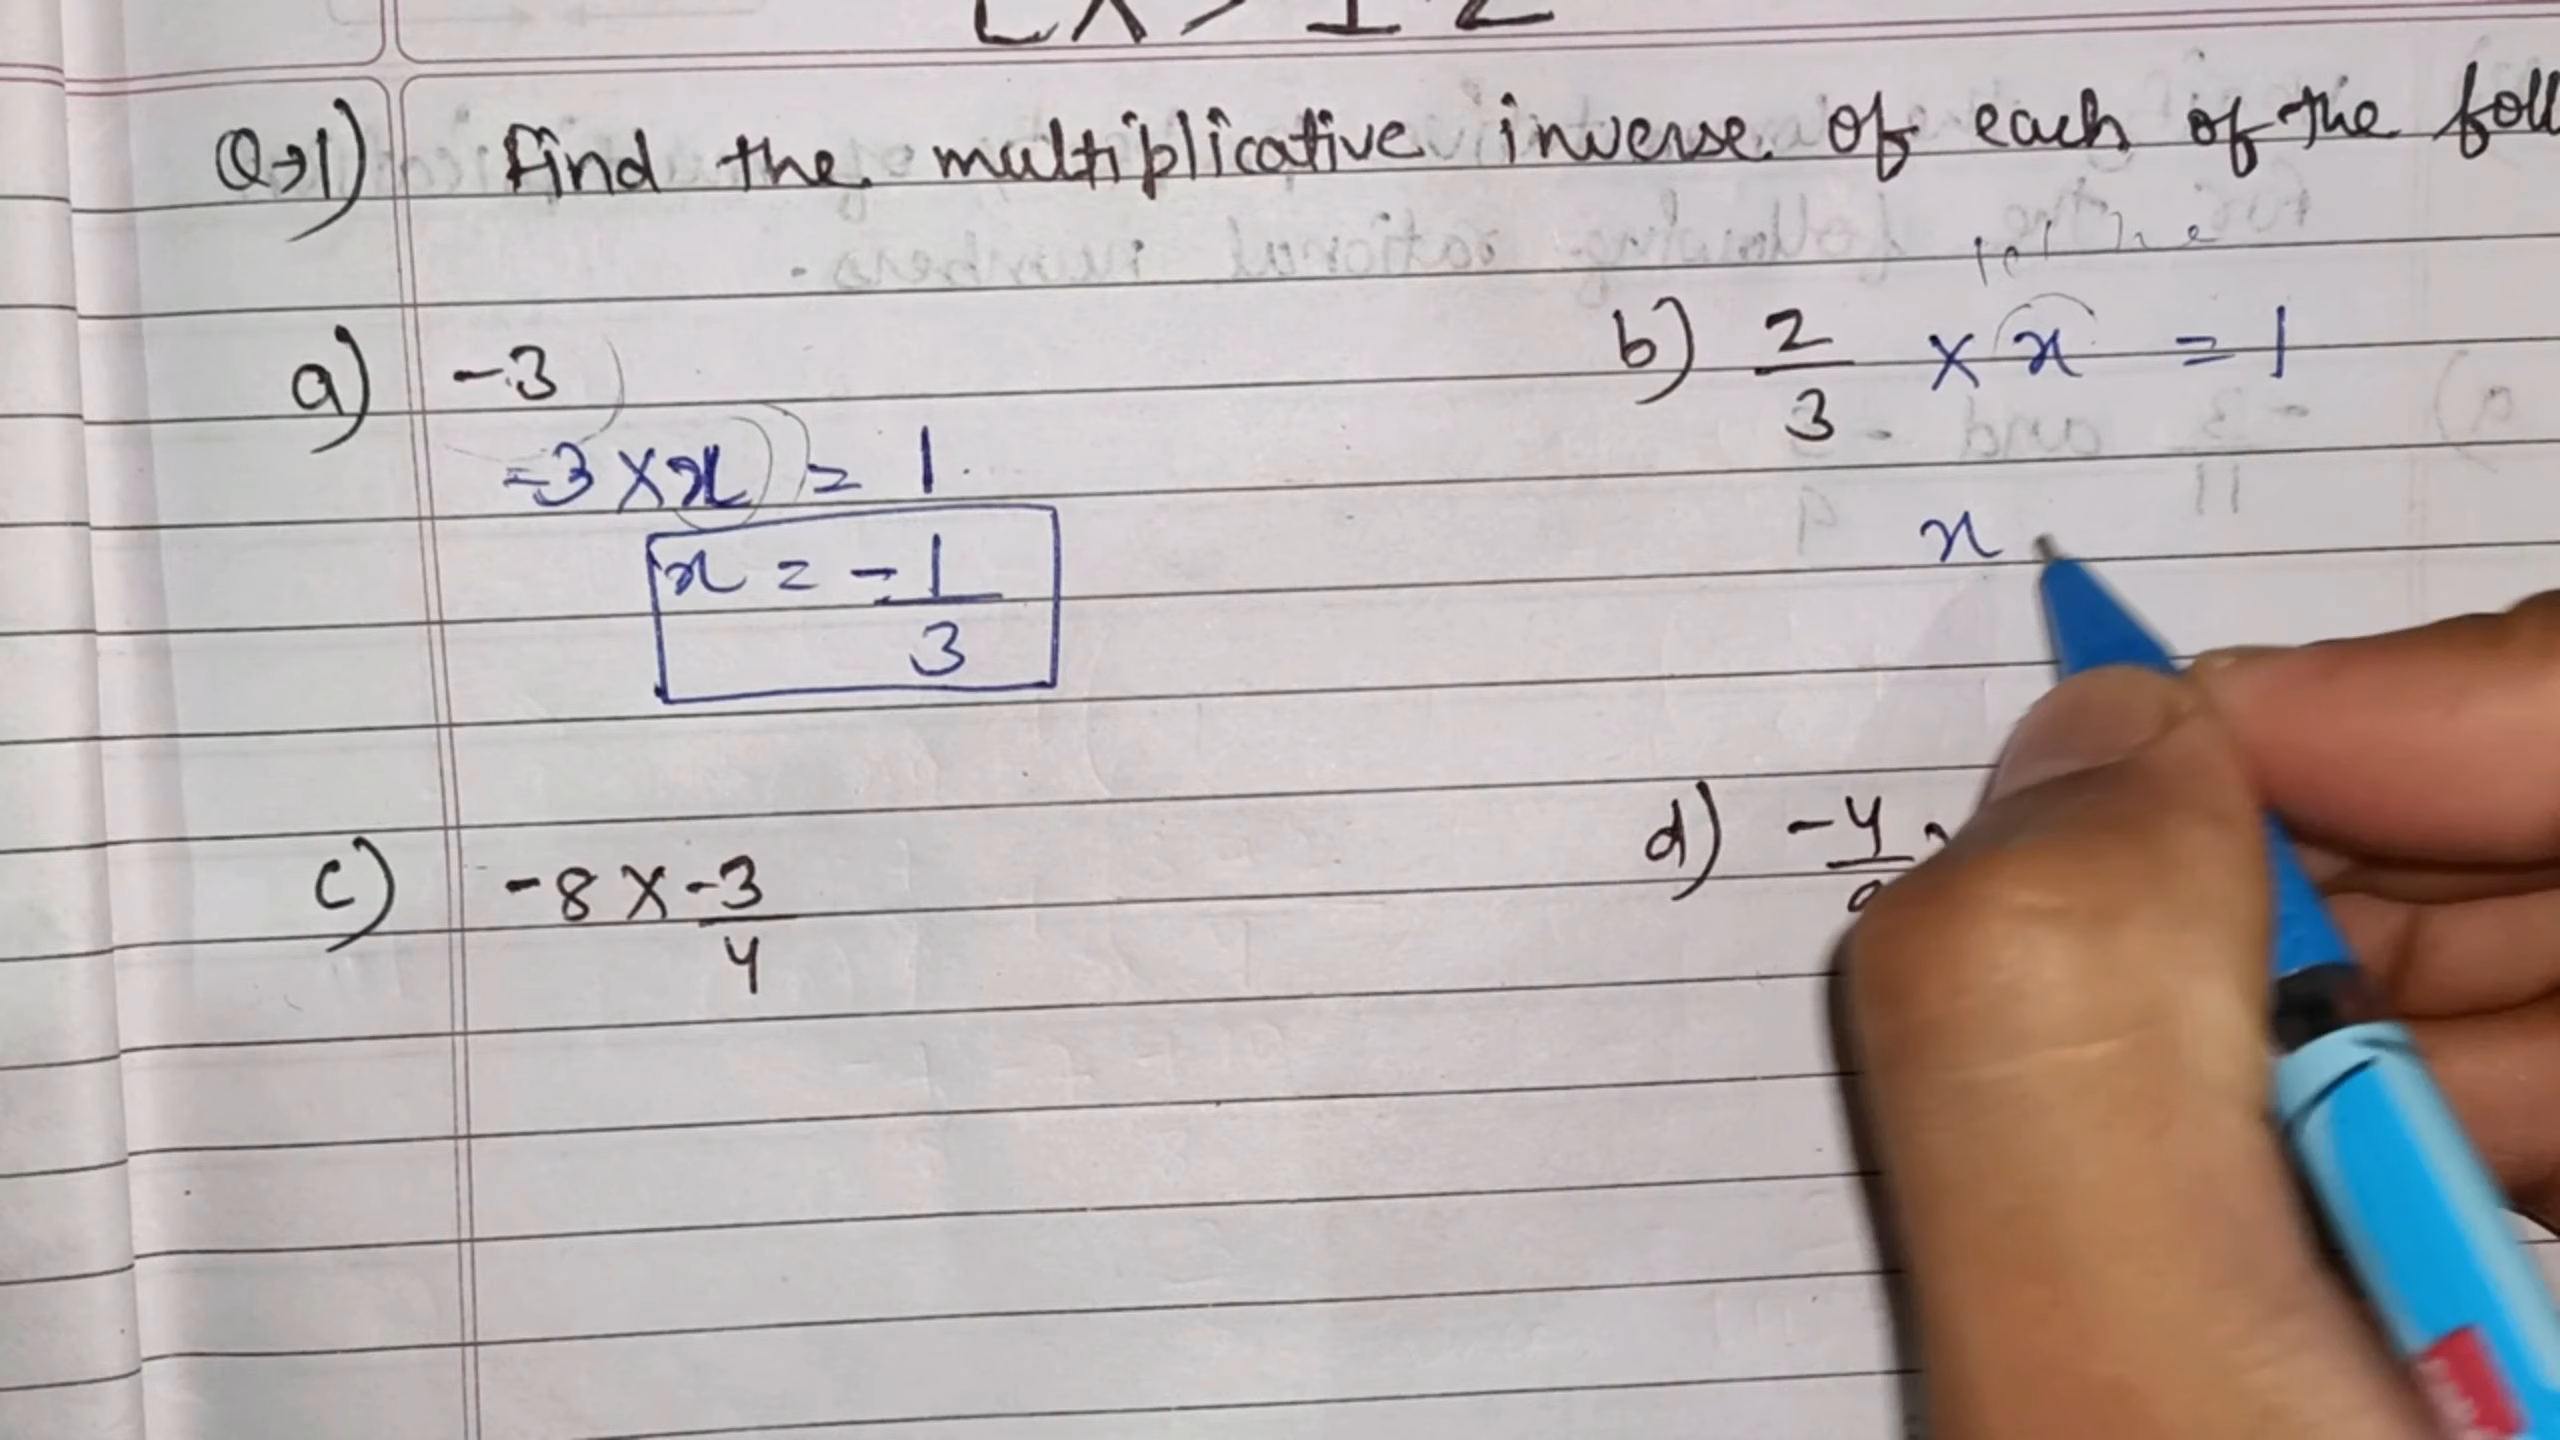 Q→1) Find the multiplicative inverse of each of the foll
a) -3
-3 × x = 1
x = -1/3
b) 2/3 × x = 1
x
c) -8 × -3/4
d) -4